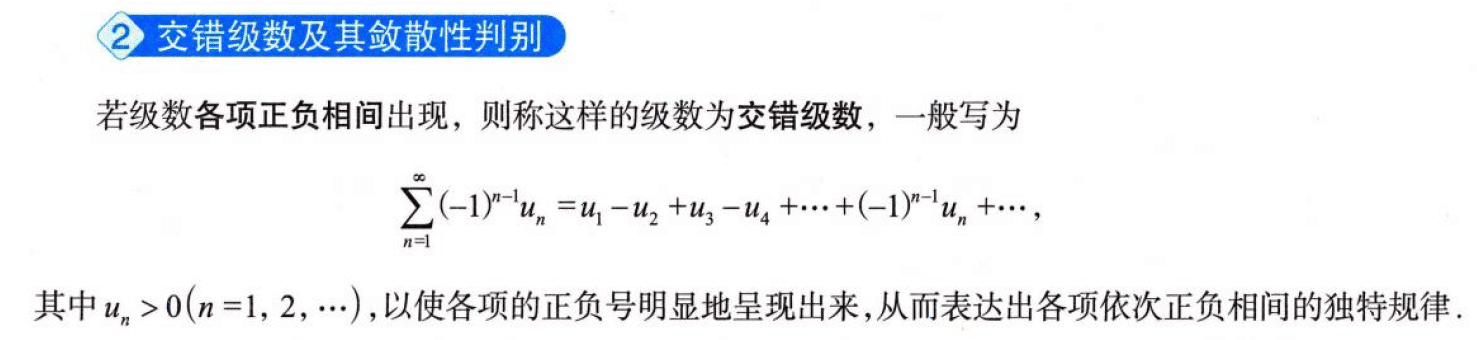 2 交错级数及其敛散性判别
若级数各项正负相间出现，则称这样的级数为交错级数，一般写为
$\sum_{n=1}^{\infty}(-1)^{n-1}u_n=u_1-u_2+u_3-u_4+\cdots+(-1)^{n-1}u_n+\cdots,$
其中 $u_n>0(n=1,2,\cdots)$,以使各项的正负号明显地呈现出来,从而表达出各项依次正负相间的独特规律.